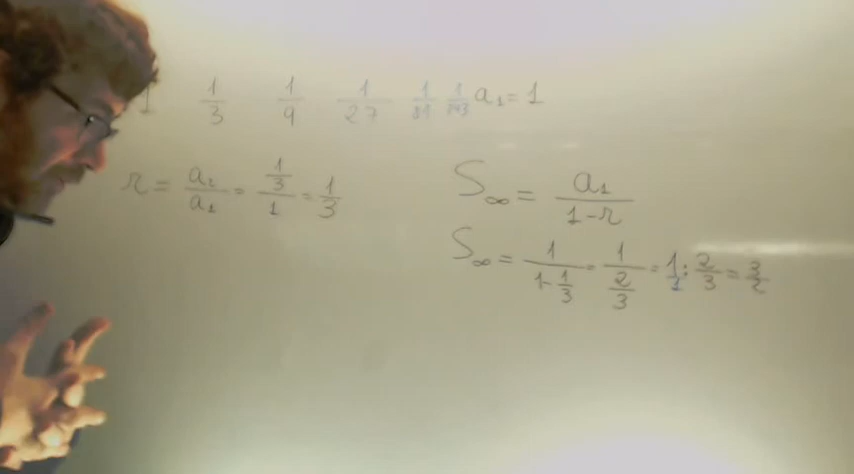 1 1/3 1/9 1/27 1/81 1/243 a₁ = 1
r = a₂/a₁ = (1/3)/1 = 1/3
S∞ = a₁/(1-r)
S∞ = 1/(1-1/3) = 1/(2/3) = 1/1 : 2/3 = 3/2